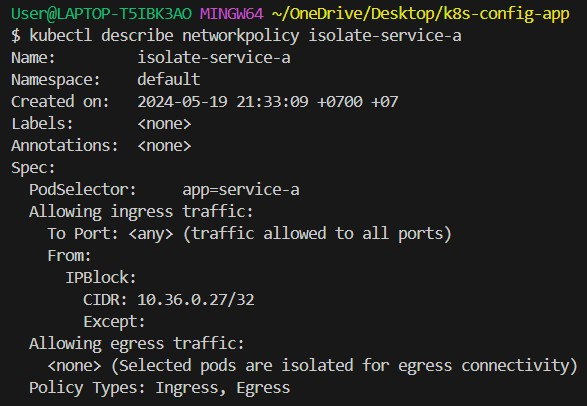 User@LAPTOP-T5IBK3AO MINGW64 ~/OneDrive/Desktop/k8s-config-app
$ kubectl describe networkpolicy isolate-service-a
Name:         isolate-service-a
Namespace:    default
Created on:   2024-05-19 21:33:09 +0700 +07
Labels:       <none>
Annotations:  <none>
Spec:
  PodSelector:     app=service-a
  Allowing ingress traffic:
    To Port: <any> (traffic allowed to all ports)
    From:
      IPBlock:
        CIDR: 10.36.0.27/32
        Except:
  Allowing egress traffic:
    <none> (Selected pods are isolated for egress connectivity)
  Policy Types: Ingress, Egress